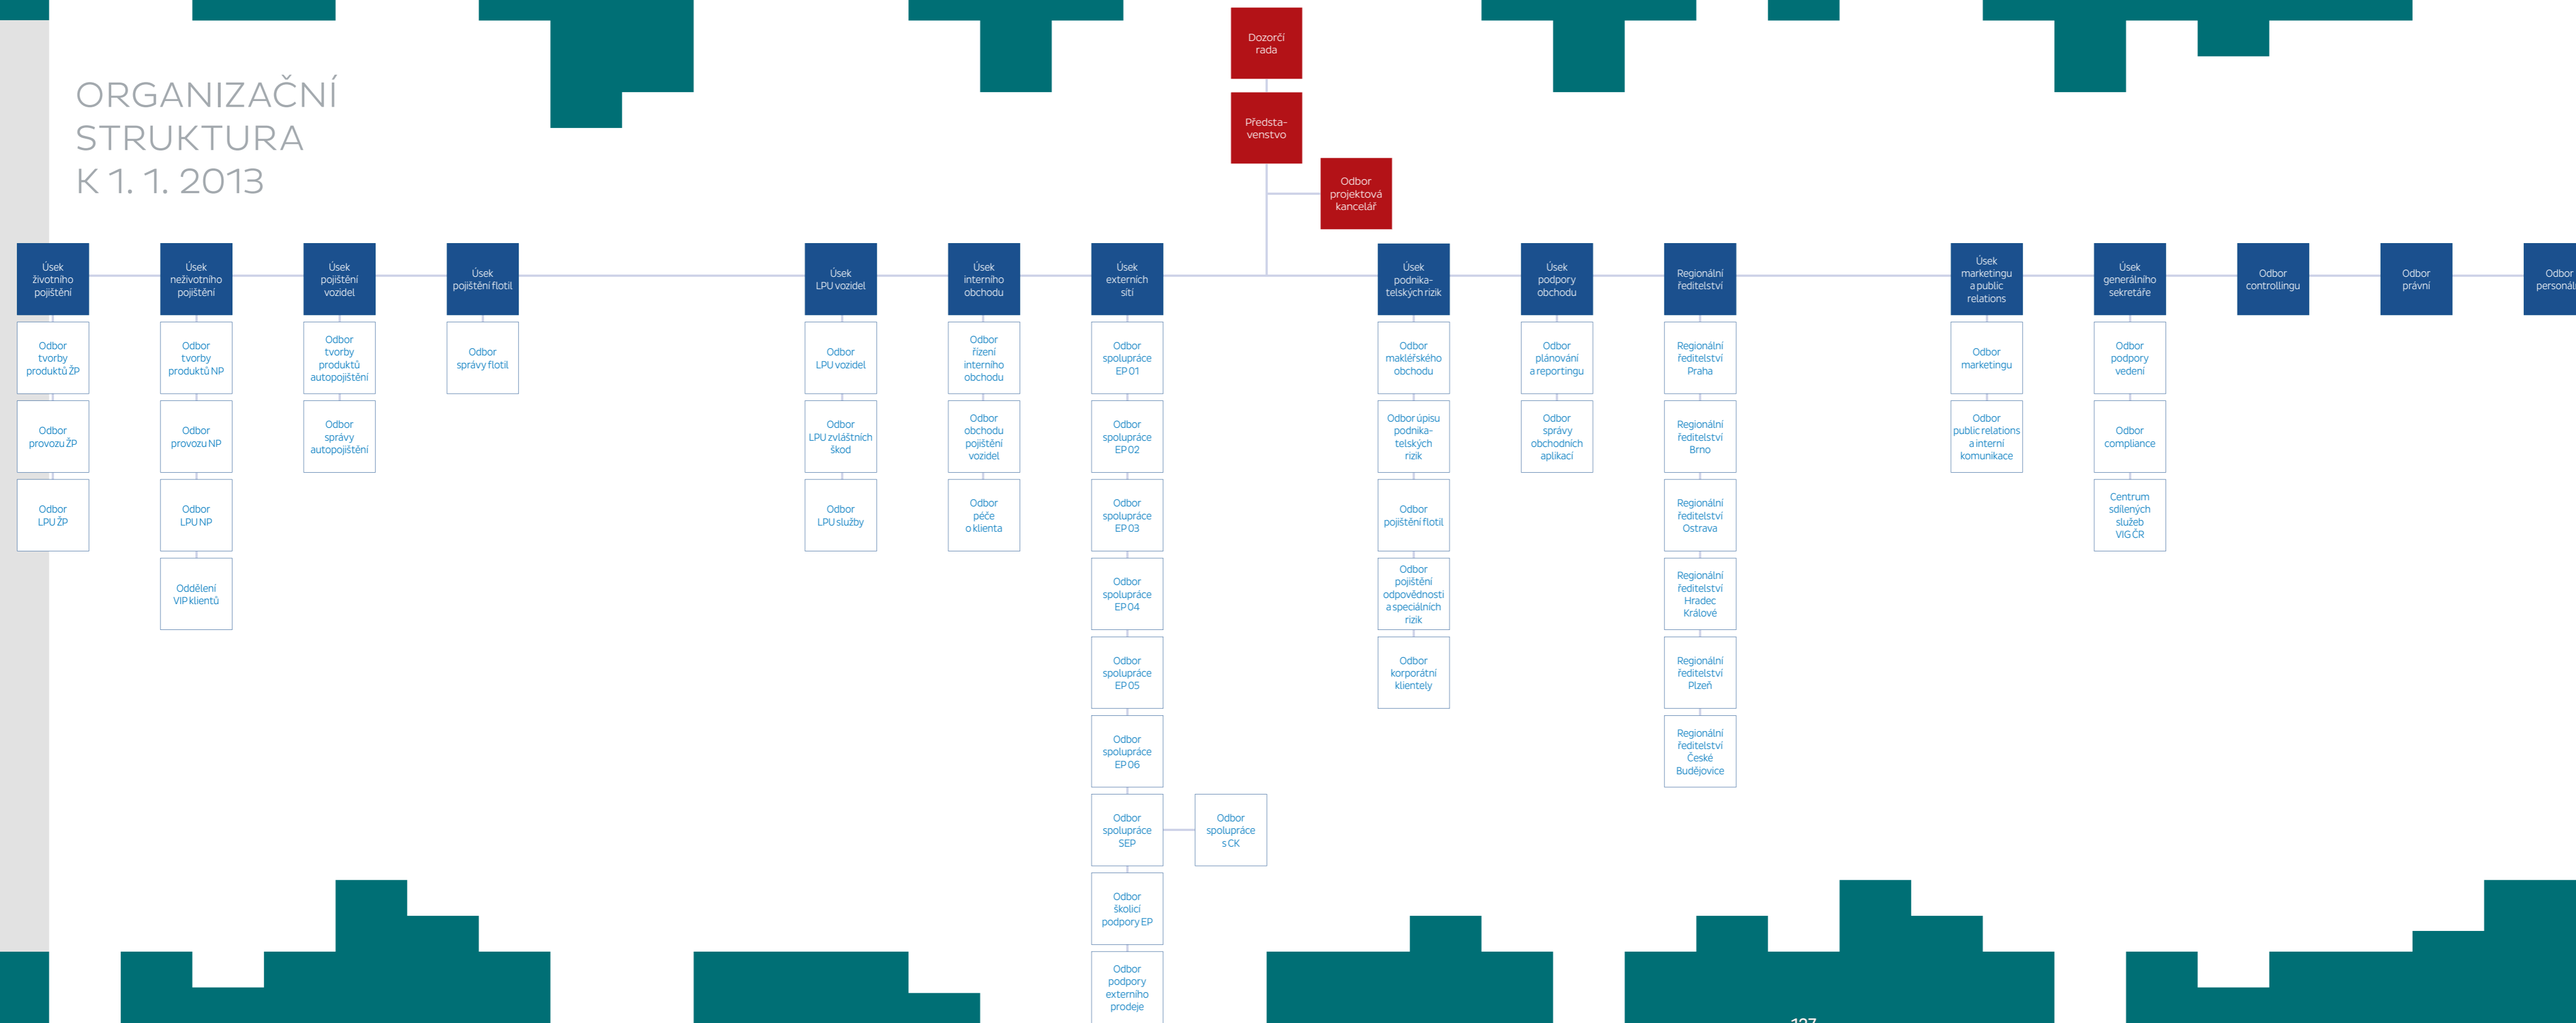 ORGANIZAČNÍ
STRUKTURA
K 1. 1. 2013
Dozorčí
rada
Předsta-
venstvo
Odbor
projektová
kancelář
Úsek
životního
pojištění
Odbor
tvorby
produktů ŽP
Odbor
provozu ŽP
Odbor
LPU ŽP
Úsek
neživotního
pojištění
Odbor
tvorby
produktů NP
Odbor
provozu NP
Odbor
LPU NP
Oddělení
VIP klientů
Úsek
pojištění
vozidel
Odbor
tvorby
produktů
autopojištění
Odbor
správy
autopojištění
Úsek
pojištění flotil
Odbor
správy flotil
Úsek
LPU vozidel
Odbor
LPU vozidel
Odbor
LPU zvláštních
škod
Odbor
LPU služby
Úsek
interního
obchodu
Odbor
řízení
interního
obchodu
Odbor
obchodu
pojištění
vozidel
Odbor
péče
o klienta
Úsek
externích
sítí
Odbor
spolupráce
EP 01
Odbor
spolupráce
EP 02
Odbor
spolupráce
EP 03
Odbor
spolupráce
EP 04
Odbor
spolupráce
EP 05
Odbor
spolupráce
EP 06
Odbor
spolupráce
SEP
Odbor
spolupráce
s CK
Odbor
školicí
podpory EP
Odbor
podpory
externího
prodeje
Úsek
podnika-
telských rizik
Odbor
makléřského
obchodu
Odbor úpisu
podnika-
telských
rizik
Odbor
pojištění flotil
Odbor
pojištění
odpovědnosti
a speciálních
rizik
Odbor
korporátní
klientely
Úsek
podpory
obchodu
Odbor
plánování
a reportingu
Odbor
správy
obchodních
aplikací
Regionální
ředitelství
Regionální
ředitelství
Praha
Regionální
ředitelství
Brno
Regionální
ředitelství
Ostrava
Regionální
ředitelství
Hradec
Králové
Regionální
ředitelství
Plzeň
Regionální
ředitelství
České
Budějovice
Úsek
marketingu
a public
relations
Odbor
marketingu
Odbor
public relations
a interní
komunikace
Úsek
generálního
sekretáře
Odbor
podpory
vedení
Odbor
compliance
Centrum
sdílených
služeb
VIG ČR
Odbor
controllingu
Odbor
právní
Odbor